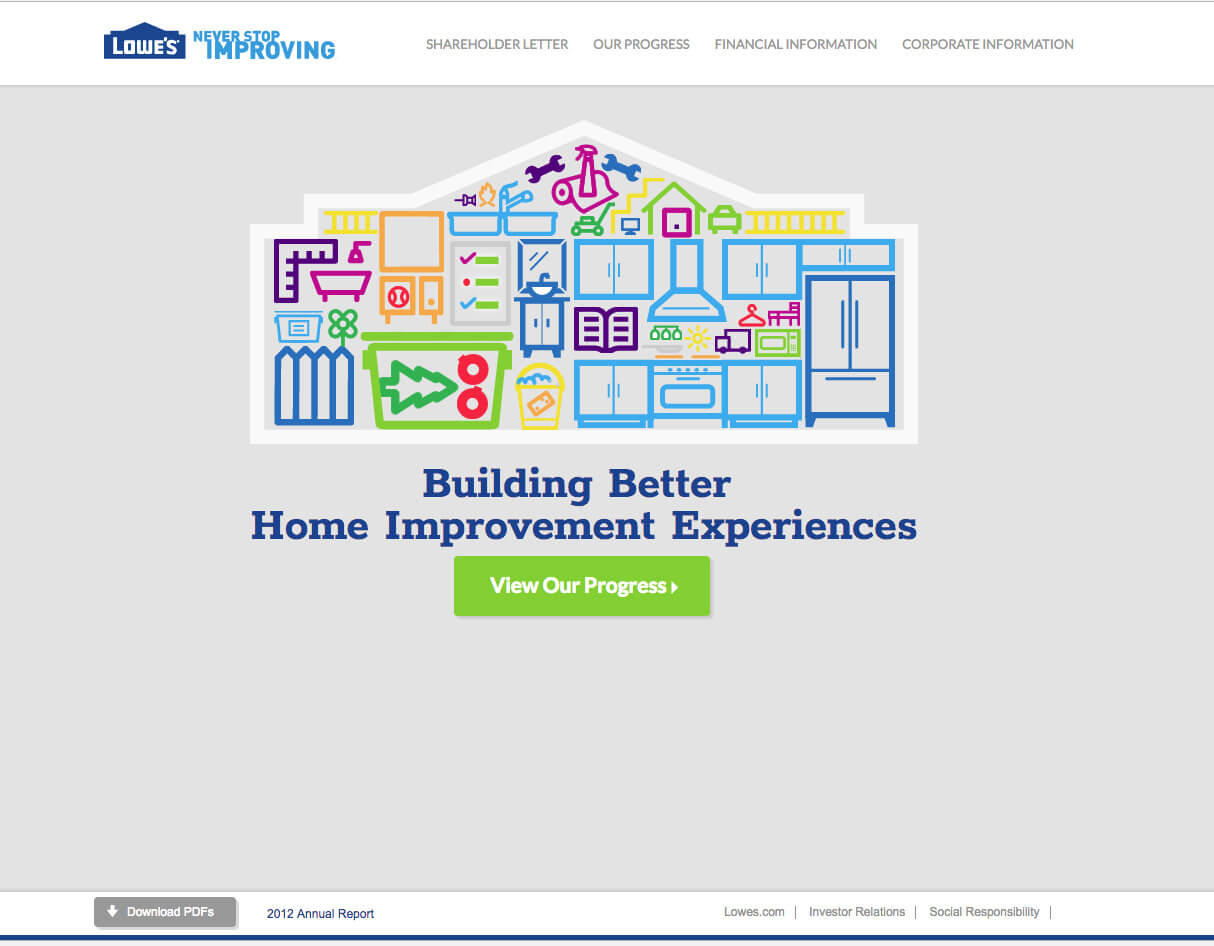 LOWE'S
NEVER STOP
IMPROVING
SHAREHOLDER LETTER
OUR PROGRESS
FINANCIAL INFORMATION
CORPORATE INFORMATION
Building Better
Home Improvement Experiences
View Our Progress
Download PDFs
2012 Annual Report
Lowes.com
Investor Relations
Social Responsibility